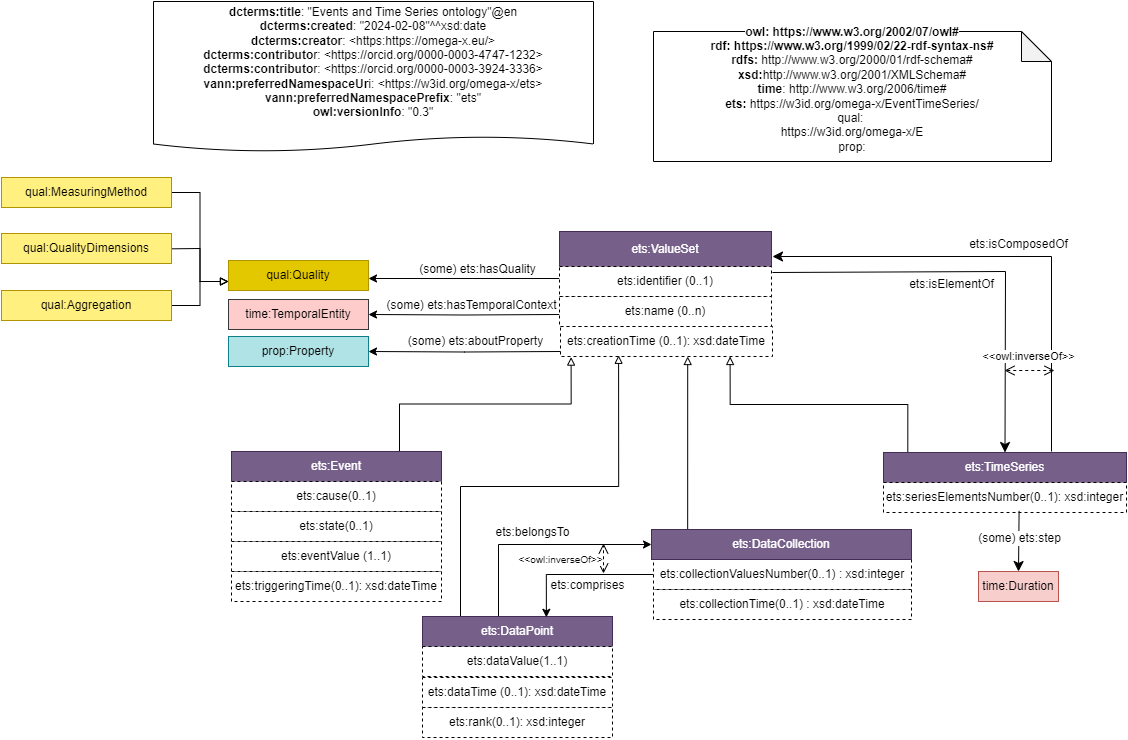 dcterms:title: "Events and Time Series ontology"@en
dcterms:created: "2024-02-08"^^xsd:date
dcterms:creator: <https:https://omega-x.eu/>
dcterms:contributor: <https://orcid.org/0000-0003-4747-1232>
dcterms:contributor: <https://orcid.org/0000-0003-3924-3336>
vann:preferredNamespaceUri: <https://w3id.org/omega-x/ets>
vann:preferredNamespacePrefix: "ets"
owl:versionInfo: "0.3"
owl: https://www.w3.org/2002/07/owl#
rdf: https://www.w3.org/1999/02/22-rdf-syntax-ns#
rdfs: http://www.w3.org/2000/01/rdf-schema#
xsd:http://www.w3.org/2001/XMLSchema#
time: http://www.w3.org/2006/time#
ets: https://w3id.org/omega-x/EventTimeSeries/
qual:
https://w3id.org/omega-x/E
prop:
qual:MeasuringMethod
qual:QualityDimensions
qual:Aggregation
qual:Quality
time:TemporalEntity
prop:Property
(some) ets:hasQuality
(some) ets:hasTemporalContext
(some) ets:aboutProperty
ets:ValueSet
ets:identifier (0..1)
ets:name (0..n)
ets:creationTime (0..1): xsd:dateTime
ets:isComposedOf
ets:isElementOf
<<owl:inverseOf>>
ets:Event
ets:cause(0..1)
ets:state(0..1)
ets:eventValue (1..1)
ets:triggeringTime(0..1): xsd:dateTime
ets:TimeSeries
ets:seriesElementsNumber(0..1): xsd:integer
(some) ets:step
time:Duration
ets:belongsTo
<<owl:inverseOf>>
ets:comprises
ets:DataCollection
ets:collectionValuesNumber(0..1) : xsd:integer
ets:collectionTime(0..1) : xsd:dateTime
ets:DataPoint
ets:dataValue(1..1)
ets:dataTime (0..1): xsd:dateTime
ets:rank(0..1): xsd:integer